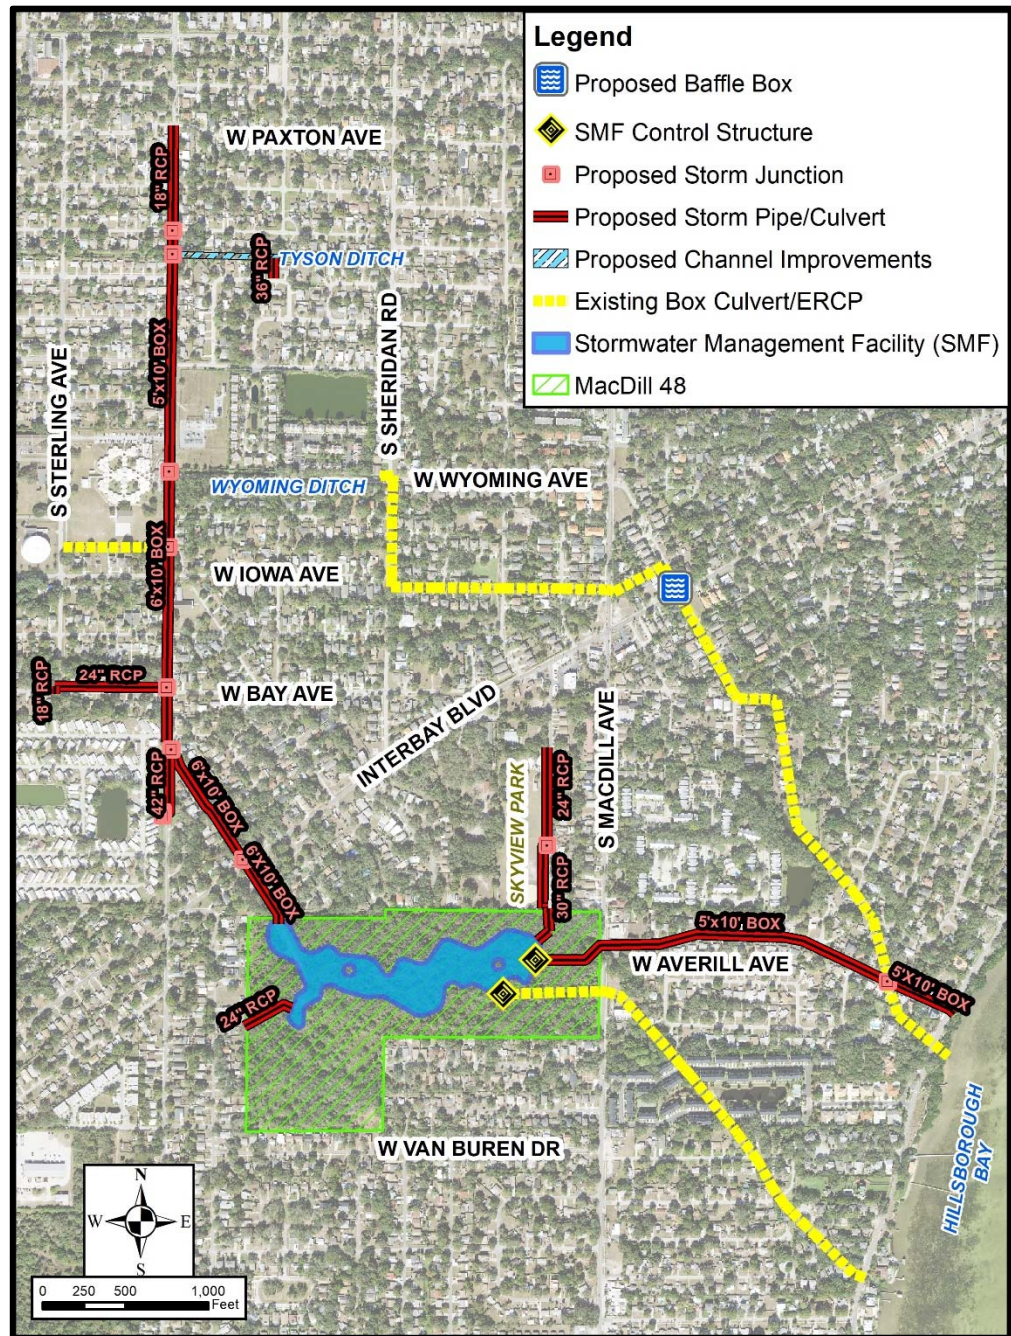 Legend
Proposed Baffle Box
SMF Control Structure
Proposed Storm Junction
Proposed Storm Pipe/Culvert
Proposed Channel Improvements
Existing Box Culvert/ERCP
Stormwater Management Facility (SMF)
MacDill 48
W PAXTON AVE
18" RCP
TYSON DITCH
36" RCP
S SHERIDAN RD
5'x10' BOX
S STERLING AVE
WYOMING DITCH
W WYOMING AVE
6'x10' BOX
W IOWA AVE
24" RCP
18" RCP
W BAY AVE
INTERBAY BLVD
S MACDILL AVE
42" RCP
6'x10' BOX
6'X10' BOX
SKYVIEW PARK
24" RCP
30" RCP
5'x10' BOX
W AVERILL AVE
5'X10' BOX
24" RCP
W VAN BUREN DR
HILLSBOROUGH
BAY
N
W E
S
0 250 500 1,000
Feet